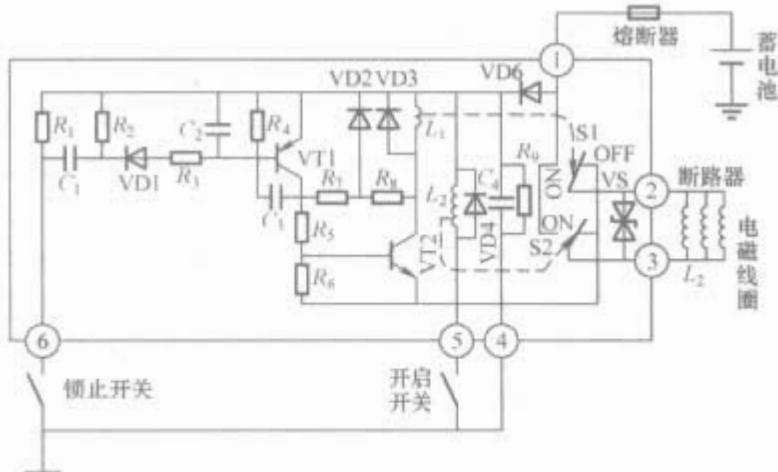 熔断器
蓄电池
1
VD2 VD3
VD6
R1
R2
C2
R4
L1
S1
OFF
C1
VD1
R3
VT1
R7
R8
L2
C4
R9
ON
VS
2
断路器
C3
R5
VT2
VD4
ON
S2
3
L2
电磁线圈
R6
6
5
4
锁止开关
开启
开关